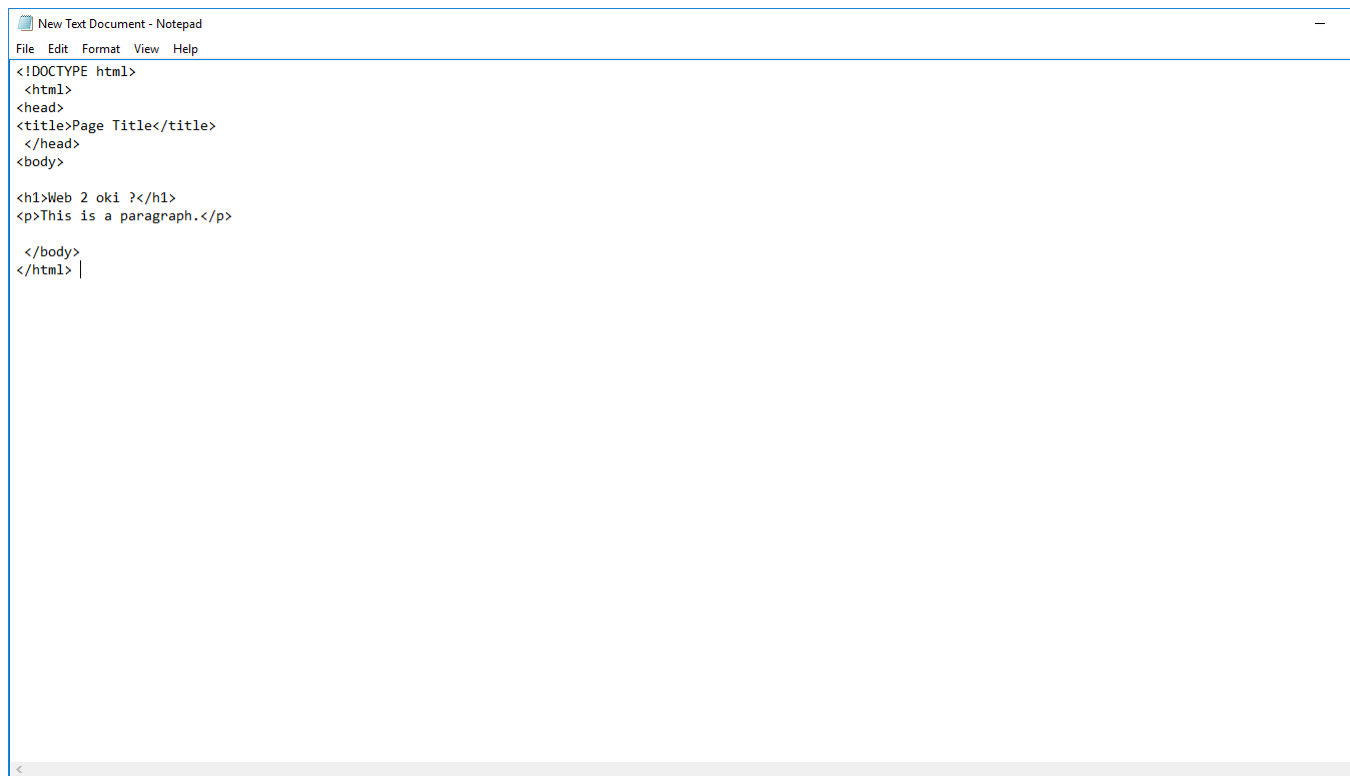 New Text Document - Notepad
File Edit Format View Help
<!DOCTYPE html>
 <html>
<head>
<title>Page Title</title>
 </head>
<body>

<h1>Web 2 oki ?</h1>
<p>This is a paragraph.</p>

 </body>
</html>